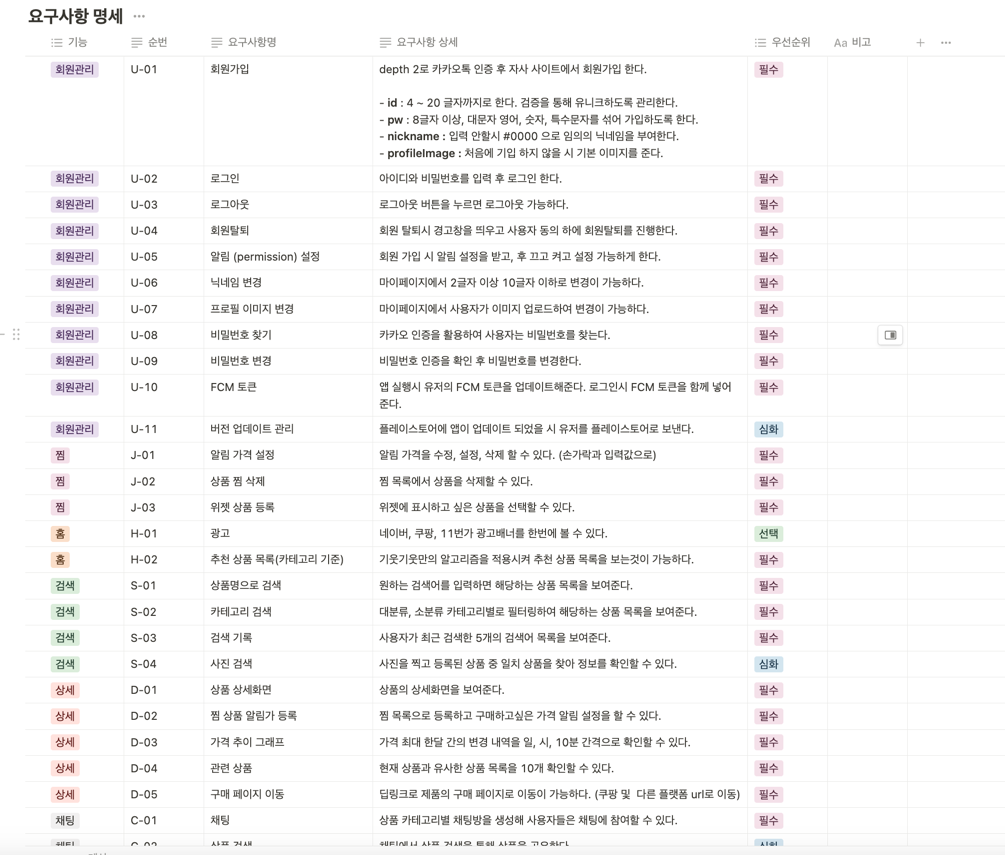 요구사항 명세 ...
기능 순번 요구사항명 요구사항 상세 우선순위 Aa 비고 + ...
회원관리 U-01 회원가입 depth 2로 카카오톡 인증 후 자사 사이트에서 회원가입 한다. 필수
- id : 4 ~ 20 글자까지로 한다. 검증을 통해 유니크하도록 관리한다.
- pw : 8글자 이상, 대문자 영어, 숫자, 특수문자를 섞어 가입하도록 한다.
- nickname : 입력 안할시 #0000 으로 임의의 닉네임을 부여한다.
- profileImage : 처음에 기입 하지 않을 시 기본 이미지를 준다.
회원관리 U-02 로그인 아이디와 비밀번호를 입력 후 로그인 한다. 필수
회원관리 U-03 로그아웃 로그아웃 버튼을 누르면 로그아웃 가능하다. 필수
회원관리 U-04 회원탈퇴 회원 탈퇴시 경고창을 띄우고 사용자 동의 하에 회원탈퇴를 진행한다. 필수
회원관리 U-05 알림 (permission) 설정 회원 가입 시 알림 설정을 받고, 후 끄고 켜고 설정 가능하게 한다. 필수
회원관리 U-06 닉네임 변경 마이페이지에서 2글자 이상 10글자 이하로 변경이 가능하다. 필수
회원관리 U-07 프로필 이미지 변경 마이페이지에서 사용자가 이미지 업로드하여 변경이 가능하다. 필수
회원관리 U-08 비밀번호 찾기 카카오 인증을 활용하여 사용자는 비밀번호를 찾는다. 필수
회원관리 U-09 비밀번호 변경 비밀번호 인증을 확인 후 비밀번호를 변경한다. 필수
회원관리 U-10 FCM 토큰 앱 실행시 유저의 FCM 토큰을 업데이트해준다. 로그인시 FCM 토큰을 함께 넣어 필수
준다.
회원관리 U-11 버전 업데이트 관리 플레이스토어에 앱이 업데이트 되었을 시 유저를 플레이스토어로 보낸다. 심화
찜 J-01 알림 가격 설정 알림 가격을 수정, 설정, 삭제 할 수 있다. (손가락과 입력값으로) 필수
찜 J-02 상품 찜 삭제 찜 목록에서 상품을 삭제할 수 있다. 필수
찜 J-03 위젯 상품 등록 위젯에 표시하고 싶은 상품을 선택할 수 있다. 필수
홈 H-01 광고 네이버, 쿠팡, 11번가 광고배너를 한번에 볼 수 있다. 선택
홈 H-02 추천 상품 목록(카테고리 기준) 기웃기웃만의 알고리즘을 적용시켜 추천 상품 목록을 보는것이 가능하다. 필수
검색 S-01 상품명으로 검색 원하는 검색어를 입력하면 해당하는 상품 목록을 보여준다. 필수
검색 S-02 카테고리 검색 대분류, 소분류 카테고리별로 필터링하여 해당하는 상품 목록을 보여준다. 필수
검색 S-03 검색 기록 사용자가 최근 검색한 5개의 검색어 목록을 보여준다. 필수
검색 S-04 사진 검색 사진을 찍고 등록된 상품 중 일치 상품을 찾아 정보를 확인할 수 있다. 심화
상세 D-01 상품 상세화면 상품의 상세화면을 보여준다. 필수
상세 D-02 찜 상품 알림가 등록 찜 목록으로 등록하고 구매하고싶은 가격 알림 설정을 할 수 있다. 필수
상세 D-03 가격 추이 그래프 가격 최대 한달 간의 변경 내역을 일, 시, 10분 간격으로 확인할 수 있다. 필수
상세 D-04 관련 상품 현재 상품과 유사한 상품 목록을 10개 확인할 수 있다. 필수
상세 D-05 구매 페이지 이동 딥링크로 제품의 구매 페이지로 이동이 가능하다. (쿠팡 및 다른 플랫폼 url로 이동) 필수
채팅 C-01 채팅 상품 카테고리별 채팅방을 생성해 사용자들은 채팅에 참여할 수 있다. 필수
채팅 C-02 상품 검색 채팅에서 상품 검색을 통해 상품을 공유한다. 심화